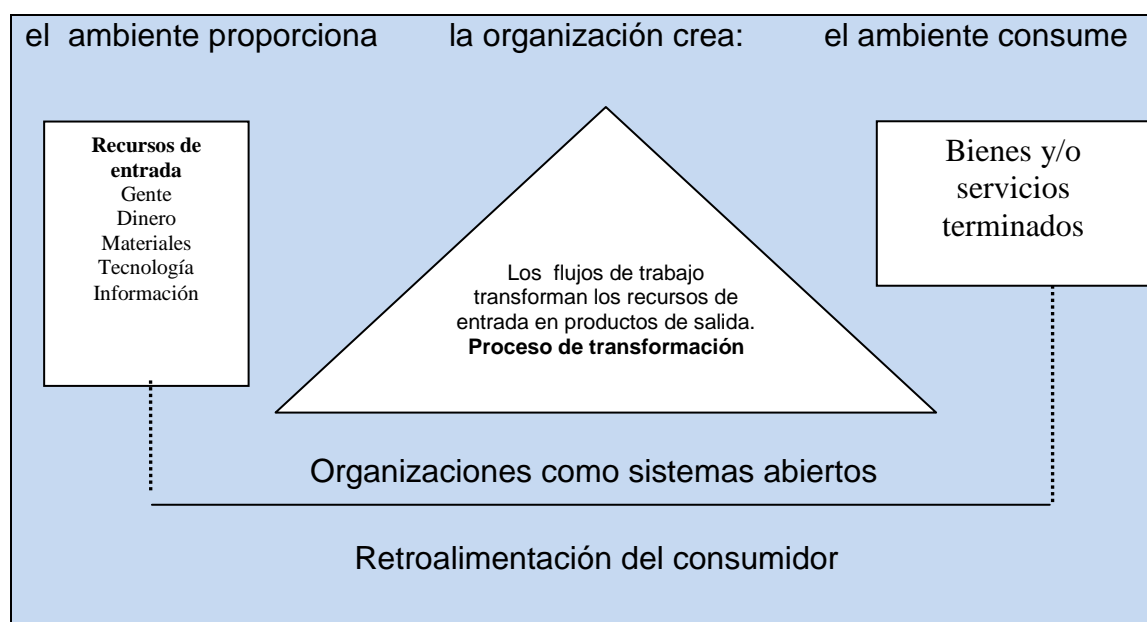 el ambiente proporciona la organización crea: el ambiente consume
Recursos de
entrada
Gente
Dinero
Materiales
Tecnología
Información
Los flujos de trabajo
transforman los recursos de
entrada en productos de salida.
Proceso de transformación
Bienes y/o
servicios
terminados
Organizaciones como sistemas abiertos
Retroalimentación del consumidor